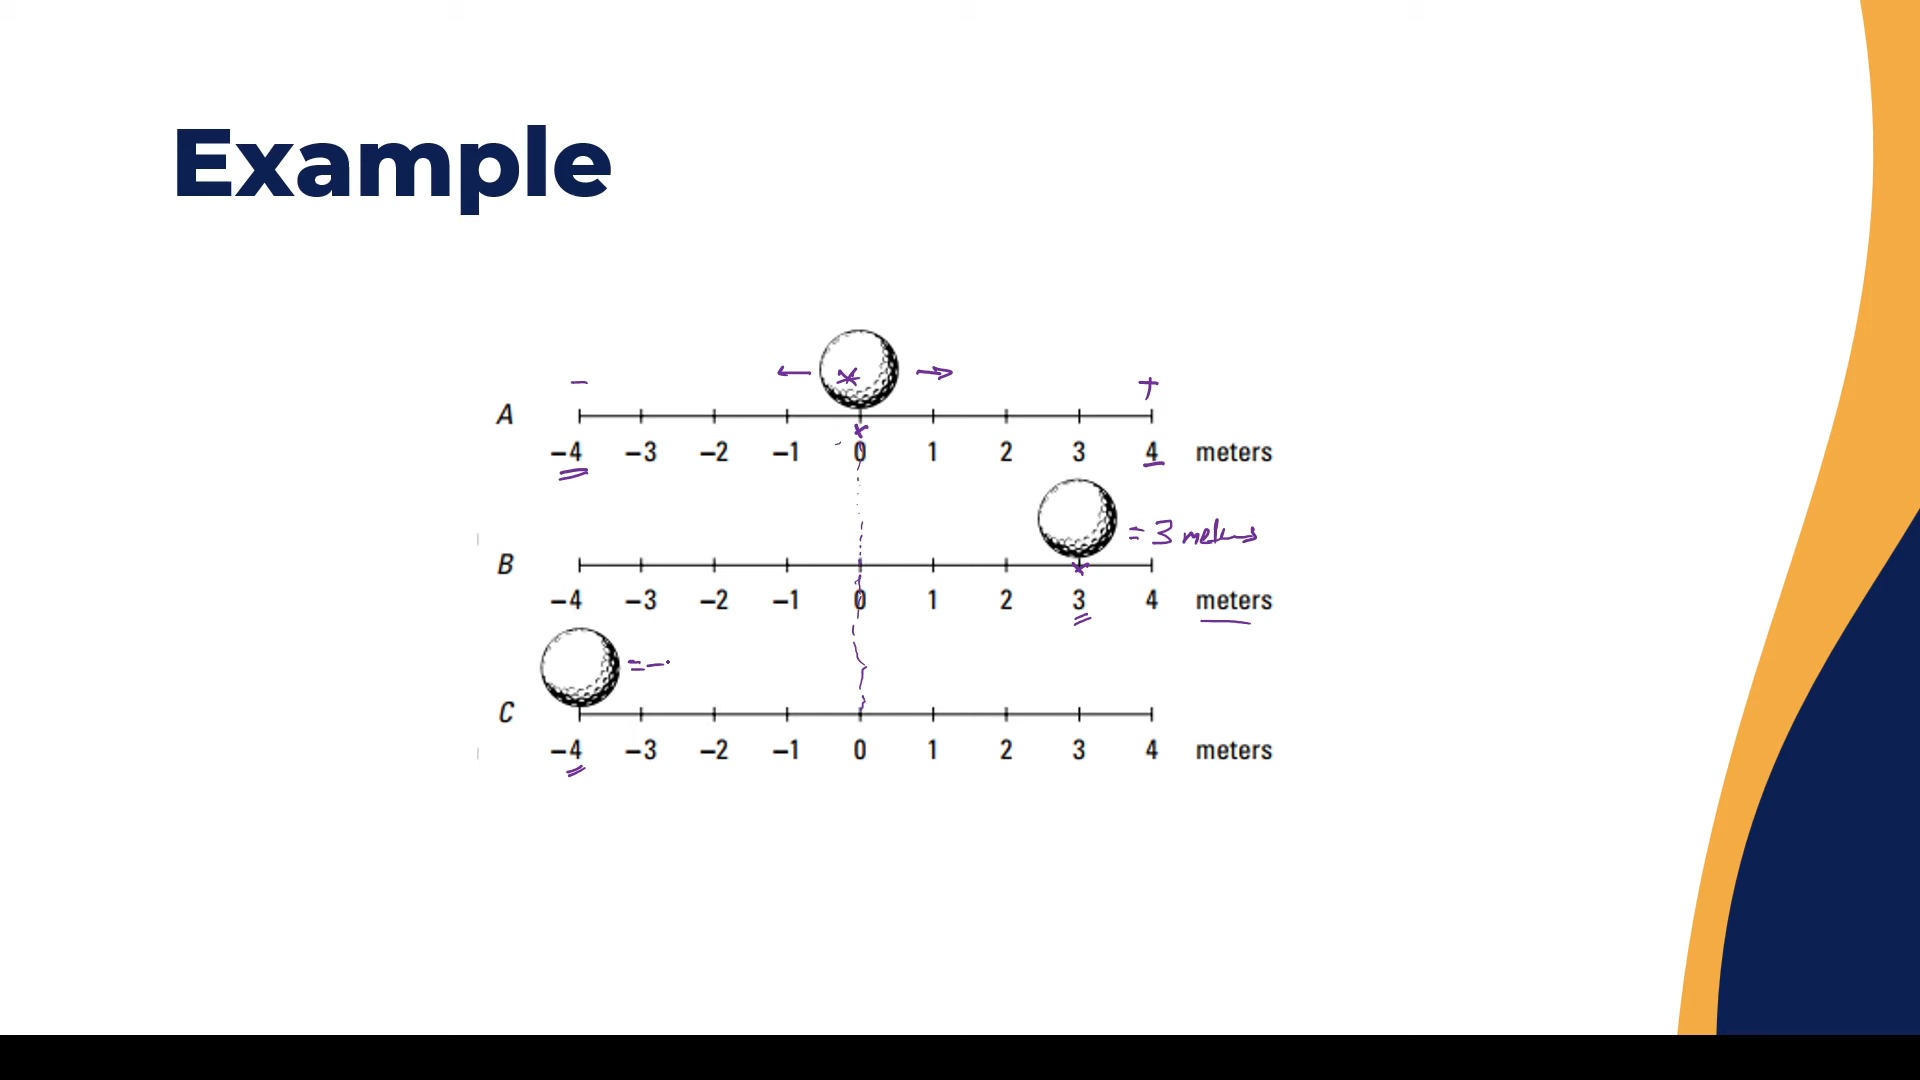 Example
− +
A
−4 −3 −2 −1 0 1 2 3 4 meters
= 3 meters
B
−4 −3 −2 −1 0 1 2 3 4 meters
= −
C
−4 −3 −2 −1 0 1 2 3 4 meters